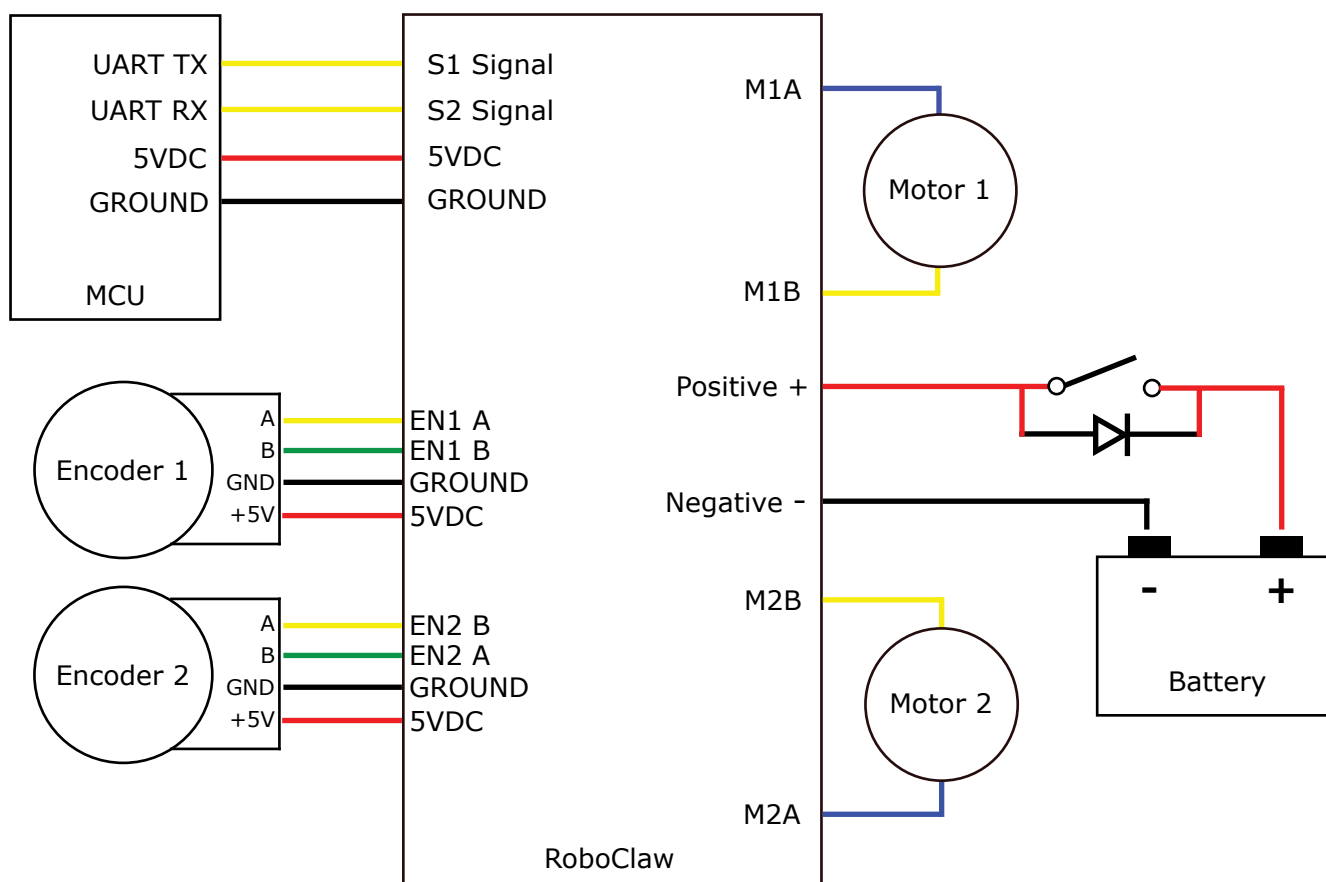 UART TX
UART RX
5VDC
GROUND
MCU
S1 Signal
S2 Signal
5VDC
GROUND
A
B
GND
+5V
Encoder 1
EN1 A
EN1 B
GROUND
5VDC
A
B
GND
+5V
Encoder 2
EN2 B
EN2 A
GROUND
5VDC
M1A
M1B
Motor 1
Positive +
Negative -
- +
Battery
M2B
M2A
Motor 2
RoboClaw